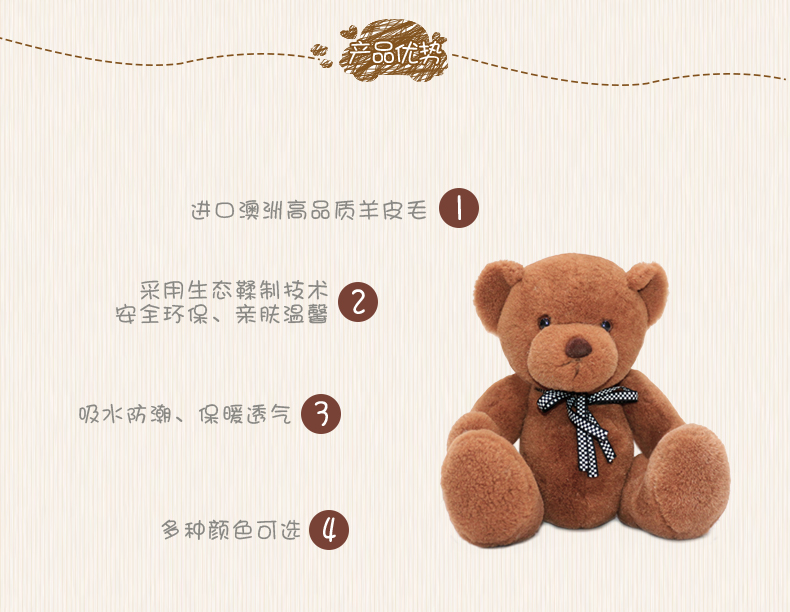 产品优势
进口澳洲高品质羊皮毛 1
采用生态鞣制技术
安全环保、亲肤温馨 2
吸水防潮、保暖透气 3
多种颜色可选 4